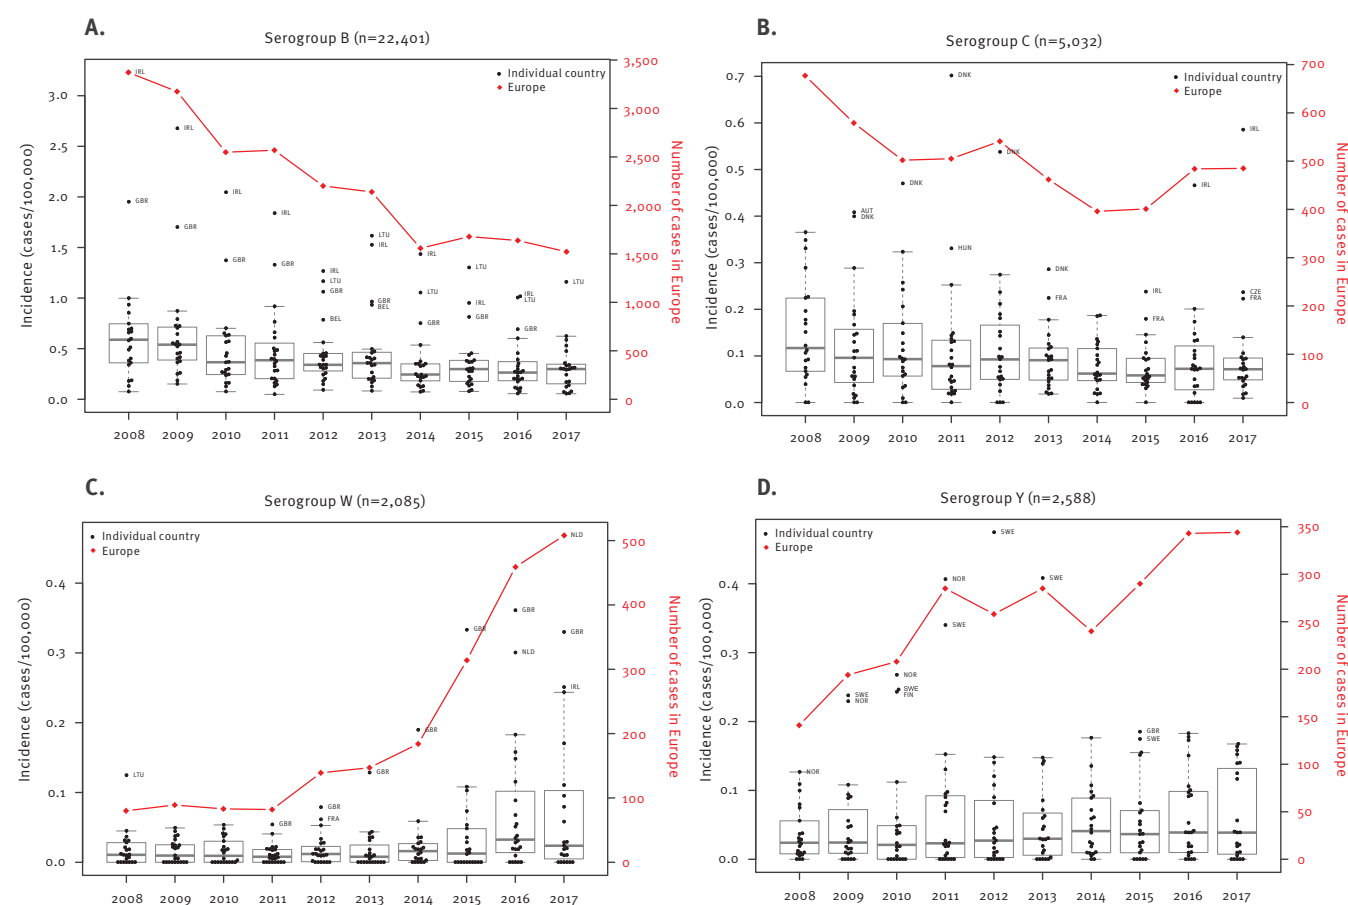 A.
Serogroup B (n=22,401)
Individual country
Europe
Incidence (cases/100,000)
3.0
2.5
2.0
1.5
1.0
0.5
0.0
3,500
3,000
2,500
2,000
1,500
1,000
500
0
Number of cases in Europe
IRL
GBR
IRL
GBR
IRL
GBR
IRL
GBR
IRL
LTU
GBR
BEL
LTU
IRL
GBR
BEL
IRL
LTU
GBR
LTU
IRL
GBR
IRL
LTU
GBR
LTU
2008 2009 2010 2011 2012 2013 2014 2015 2016 2017
B.
Serogroup C (n=5,032)
Individual country
Europe
Incidence (cases/100,000)
0.7
0.6
0.5
0.4
0.3
0.2
0.1
0.0
700
600
500
400
300
200
100
0
Number of cases in Europe
AUT
DNK
DNK
DNK
HUN
DNK
DNK
FRA
IRL
FRA
IRL
IRL
CZE
FRA
2008 2009 2010 2011 2012 2013 2014 2015 2016 2017
C.
Serogroup W (n=2,085)
Individual country
Europe
Incidence (cases/100,000)
0.4
0.3
0.2
0.1
0.0
500
400
300
200
100
0
Number of cases in Europe
LTU
GBR
GBR
FRA
GBR
GBR
GBR
GBR
NLD
NLD
GBR
IRL
2008 2009 2010 2011 2012 2013 2014 2015 2016 2017
D.
Serogroup Y (n=2,588)
Individual country
Europe
Incidence (cases/100,000)
0.4
0.3
0.2
0.1
0.0
350
300
250
200
150
100
50
0
Number of cases in Europe
NOR
SWE
NOR
NOR
SWE
FIN
NOR
SWE
SWE
SWE
GBR
SWE
2008 2009 2010 2011 2012 2013 2014 2015 2016 2017